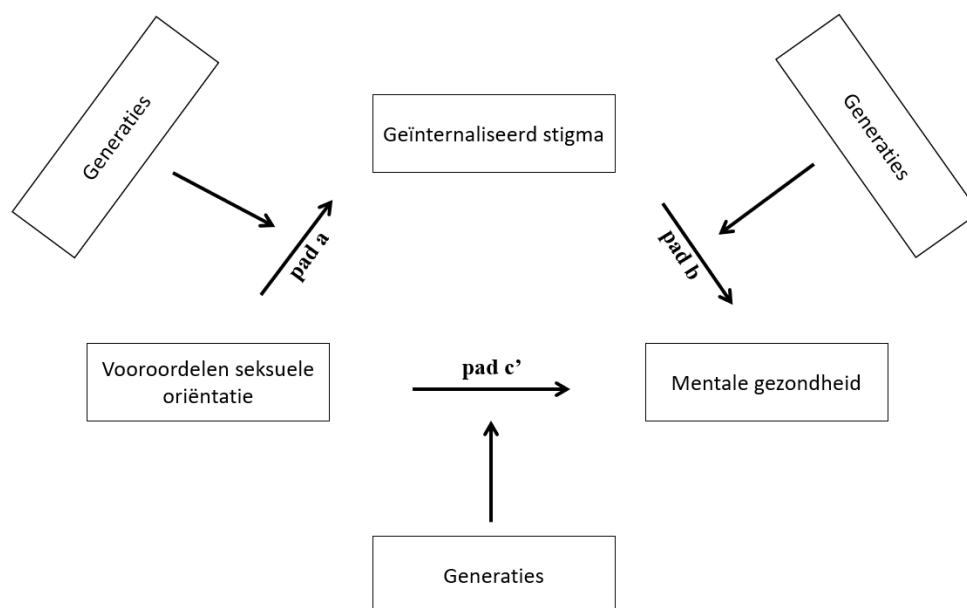 Generaties
Geïnternaliseerd stigma
Generaties
pad a
pad b
Vooroordelen seksuele
oriëntatie
pad c’
Mentale gezondheid
Generaties